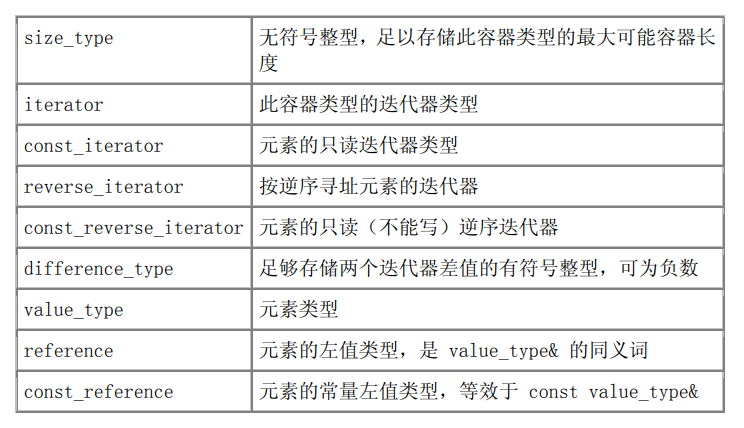 size_type 无符号整型，足以存储此容器类型的最大可能容器长
度
iterator 此容器类型的迭代器类型
const_iterator 元素的只读迭代器类型
reverse_iterator 按逆序寻址元素的迭代器
const_reverse_iterator 元素的只读（不能写）逆序迭代器
difference_type 足够存储两个迭代器差值的有符号整型，可为负数
value_type 元素类型
reference 元素的左值类型，是 value_type& 的同义词
const_reference 元素的常量左值类型，等效于 const value_type&